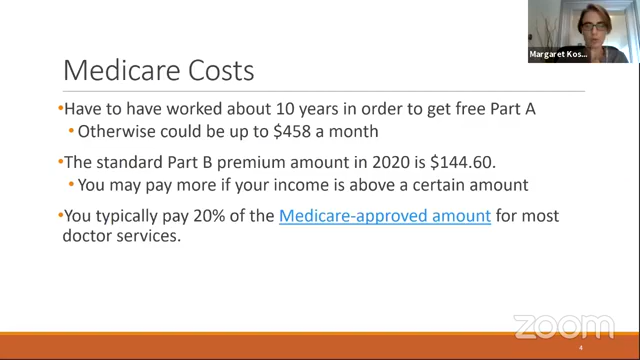 Margaret Kos...
Medicare Costs
•Have to have worked about 10 years in order to get free Part A
• Otherwise could be up to $458 a month
•The standard Part B premium amount in 2020 is $144.60.
• You may pay more if your income is above a certain amount
•You typically pay 20% of the Medicare-approved amount for most
doctor services.
zoom
4